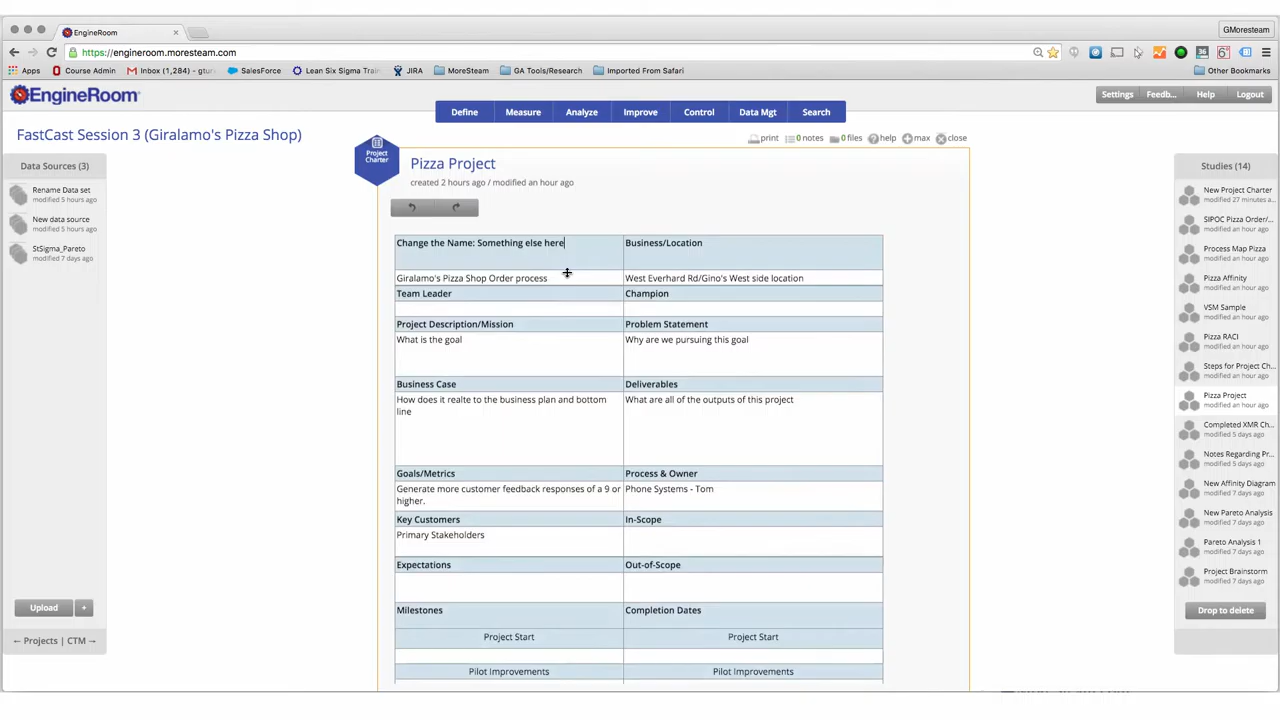 EngineRoom
GMoresteam
https://engineroom.moresteam.com
36
6
Apps
Course Admin
Inbox (1,284) - gtur
SalesForce
Lean Six Sigma Train
JIRA
MoreSteam
GA Tools/Research
Imported From Safari
Other Bookmarks
EngineRoom
Settings
Feedb...
Help
Logout
Define
Measure
Analyze
Improve
Control
Data Mgt
Search
FastCast Session 3 (Giralamo's Pizza Shop)
print
0 notes
0 files
help
max
close
Data Sources (3)
Rename Data set
modified 5 hours ago
New data source
modified 5 hours ago
StSigma_Pareto
modified 7 days ago
Upload
+
← Projects | CTM →
Project
Charter
Pizza Project
created 2 hours ago / modified an hour ago
Change the Name: Something else here
Business/Location
Giralamo's Pizza Shop Order process
West Everhard Rd/Gino's West side location
Team Leader
Champion
Project Description/Mission
Problem Statement
What is the goal
Why are we pursuing this goal
Business Case
Deliverables
How does it realte to the business plan and bottom
line
What are all of the outputs of this project
Goals/Metrics
Process & Owner
Generate more customer feedback responses of a 9 or
higher.
Phone Systems - Tom
Key Customers
In-Scope
Primary Stakeholders
Expectations
Out-of-Scope
Milestones
Completion Dates
Project Start
Project Start
Pilot Improvements
Pilot Improvements
Studies (14)
New Project Charter
modified 27 minutes a...
SIPOC Pizza Order/...
modified an hour ago
Process Map Pizza
modified an hour ago
Pizza Affinity
modified an hour ago
VSM Sample
modified an hour ago
Pizza RACI
modified an hour ago
Steps for Project Ch...
modified an hour ago
Pizza Project
modified an hour ago
Completed XMR Ch...
modified 5 days ago
Notes Regarding Pr...
modified 5 days ago
New Affinity Diagram
modified 7 days ago
New Pareto Analysis
modified 7 days ago
Pareto Analysis 1
modified 7 days ago
Project Brainstorm
modified 7 days ago
Drop to delete